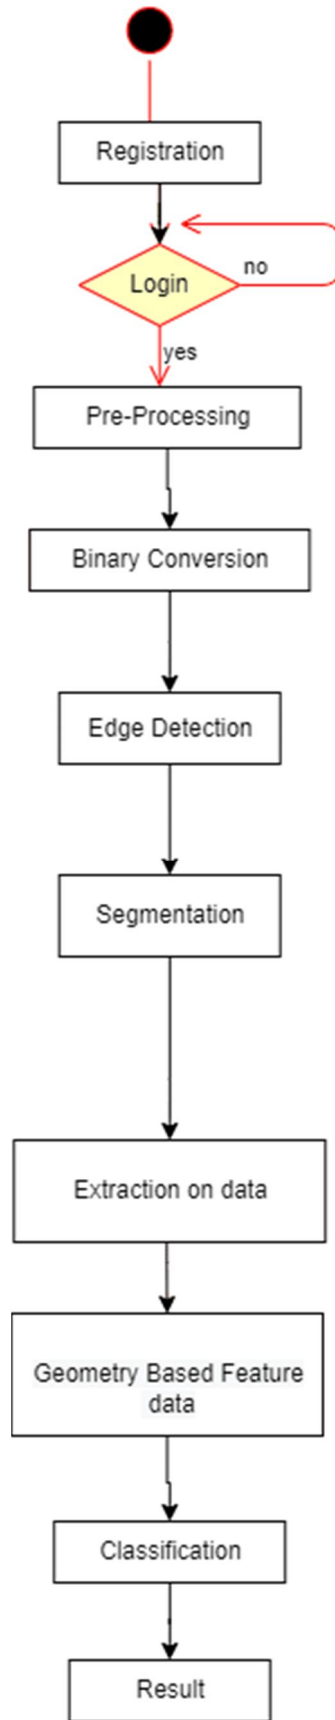 Registration
Login
no
yes
Pre-Processing
Binary Conversion
Edge Detection
Segmentation
Extraction on data
Geometry Based Feature
data
Classification
Result